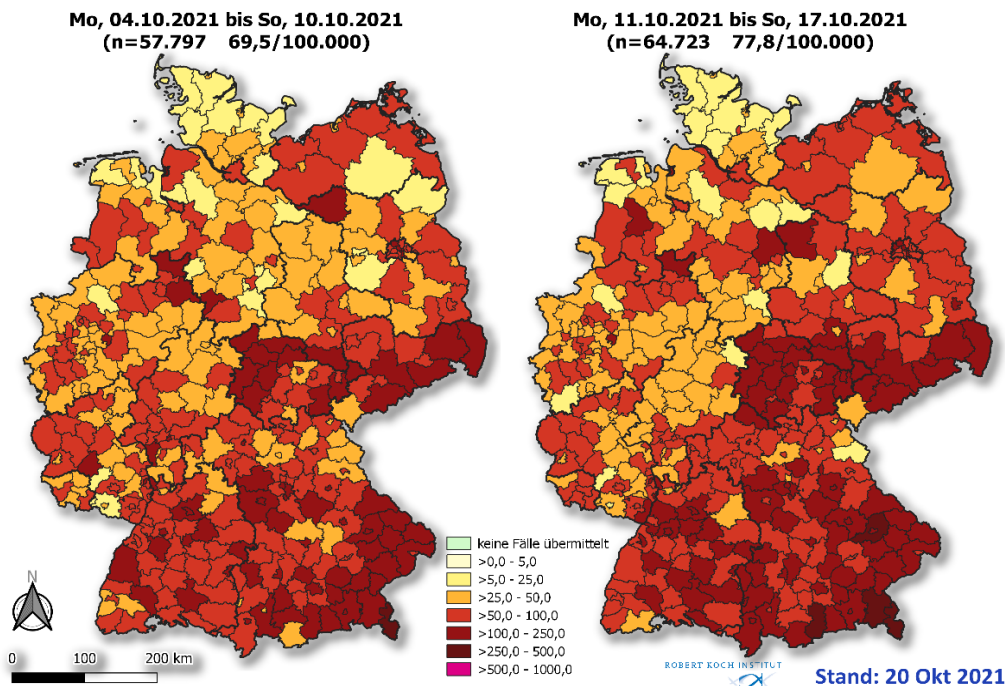 Mo, 04.10.2021 bis So, 10.10.2021
(n=57.797 69,5/100.000)
Mo, 11.10.2021 bis So, 17.10.2021
(n=64.723 77,8/100.000)
keine Fälle übermittelt
>0,0 - 5,0
>5,0 - 25,0
>25,0 - 50,0
>50,0 - 100,0
>100,0 - 250,0
>250,0 - 500,0
>500,0 - 1000,0
N
0 100 200 km
ROBERT KOCH INSTITUT
Stand: 20 Okt 2021